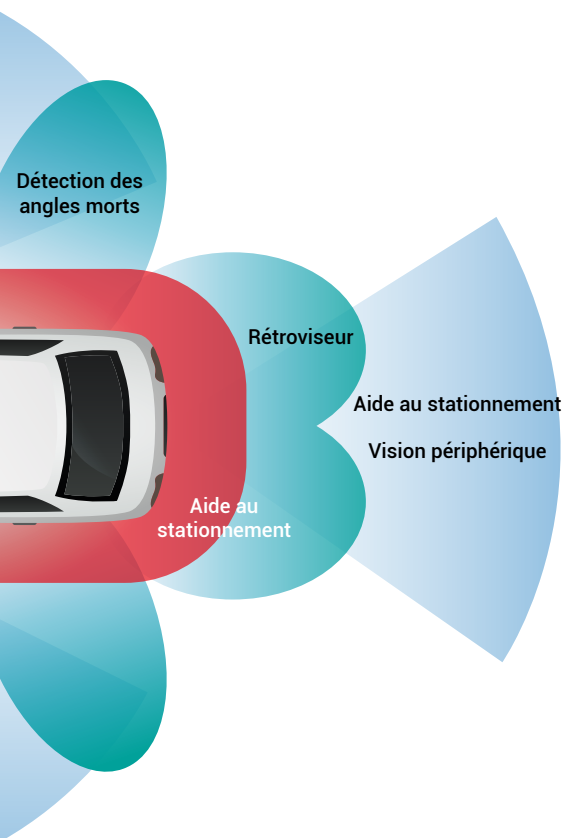 Détection des
angles morts
Rétroviseur
Aide au stationnement
Vision périphérique
Aide au
stationnement